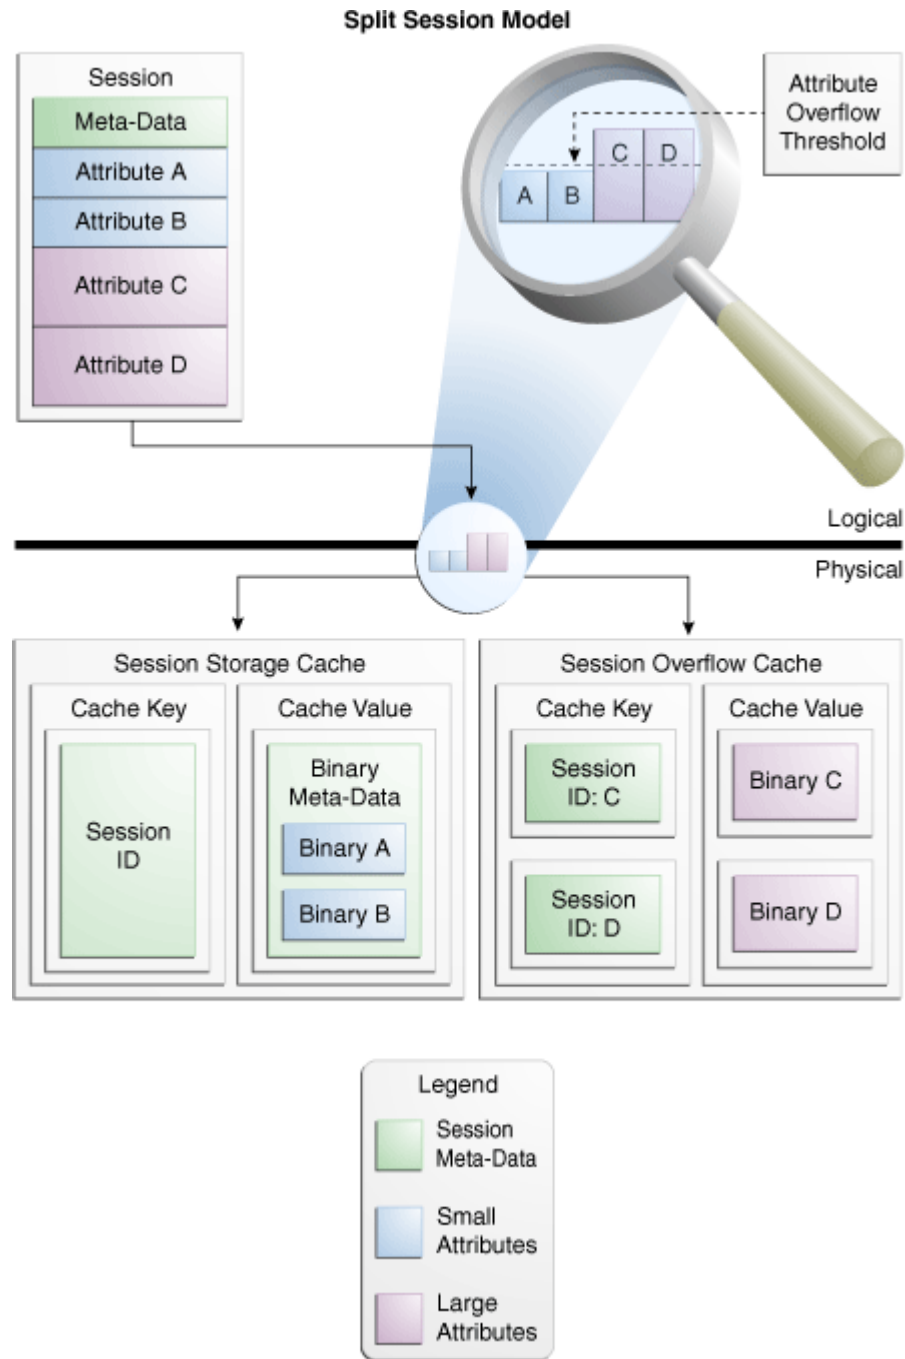 Split Session Model
Session
Meta-Data
Attribute A
Attribute B
Attribute C
Attribute D
A
B
C
D
Attribute
Overflow
Threshold
Logical
Physical
Session Storage Cache
Cache Key
Session
ID
Cache Value
Binary
Meta-Data
Binary A
Binary B
Session Overflow Cache
Cache Key
Session
ID: C
Session
ID: D
Cache Value
Binary C
Binary D
Legend
Session
Meta-Data
Small
Attributes
Large
Attributes